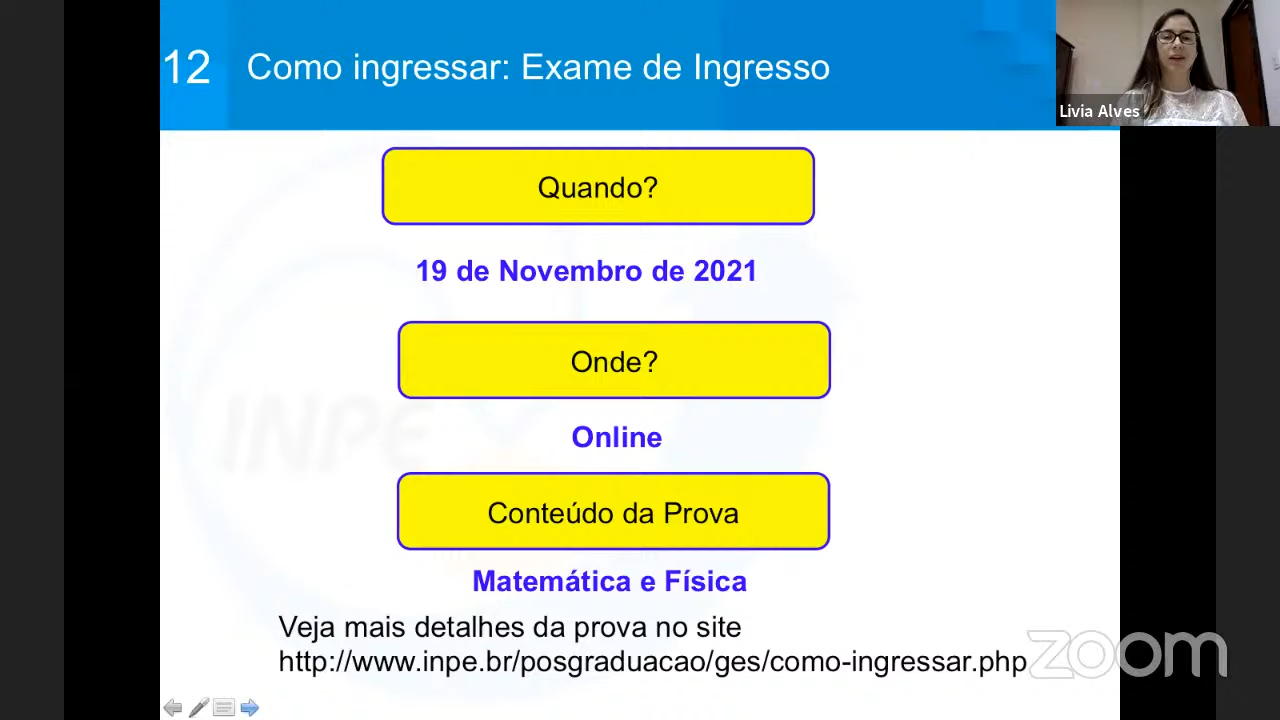 12 Como ingressar: Exame de Ingresso
Livia Alves
Quando?
19 de Novembro de 2021
Onde?
INPE
Online
Conteúdo da Prova
Matemática e Física
Veja mais detalhes da prova no site
http://www.inpe.br/posgraduacao/ges/como-ingressar.php
zoom